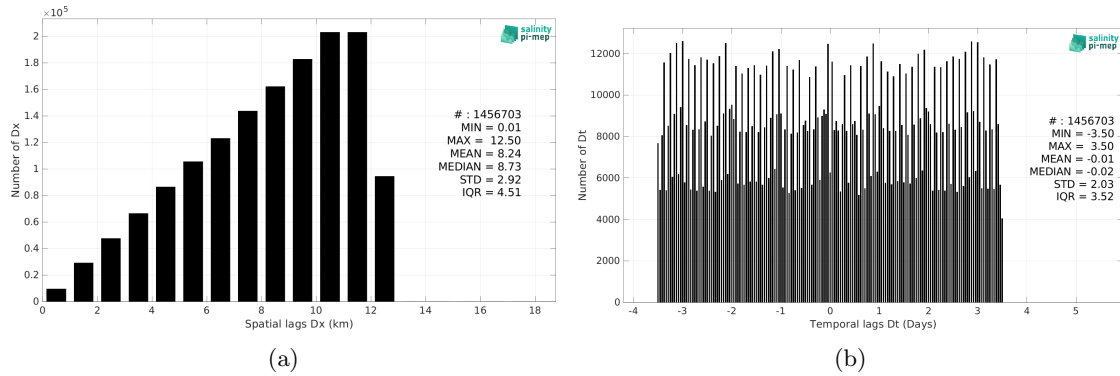 ×10^5
2
1.8
1.6
1.4
1.2
1
0.8
0.6
0.4
0.2
0
Number of Dx
0 2 4 6 8 10 12 14 16 18
Spatial lags Dx (km)
salinity
pi-mep
# : 1456703
MIN = 0.01
MAX = 12.50
MEAN = 8.24
MEDIAN = 8.73
STD = 2.92
IQR = 4.51
(a)
12000
10000
8000
6000
4000
2000
0
Number of Dt
-4 -3 -2 -1 0 1 2 3 4 5
Temporal lags Dt (Days)
salinity
pi-mep
# : 1456703
MIN = -3.50
MAX = 3.50
MEAN = -0.01
MEDIAN = -0.02
STD = 2.03
IQR = 3.52
(b)